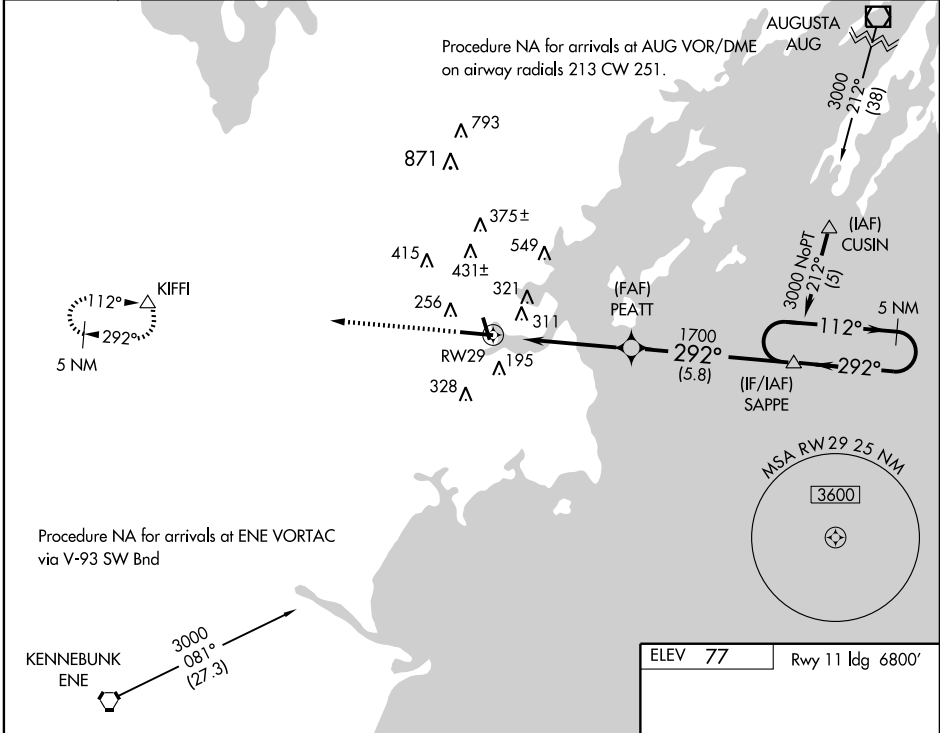 AUGUSTA
AUG
Procedure NA for arrivals at AUG VOR/DME
on airway radials 213 CW 251.
3000
212°
(38)
793
871
375±
415
431±
549
(IAF)
CUSIN
3000 NoPT
212°
(5)
KIFFI
112°
292°
5 NM
256
321
311
(FAF)
PEATT
5 NM
112°
1700
292°
(5.8)
292°
RW29
195
(IF/IAF)
SAPPE
328
MSA RW29 25 NM
3600
Procedure NA for arrivals at ENE VORTAC
via V-93 SW Bnd
3000
081°
(27.3)
KENNEBUNK
ENE
ELEV 77
Rwy 11 ldg 6800'